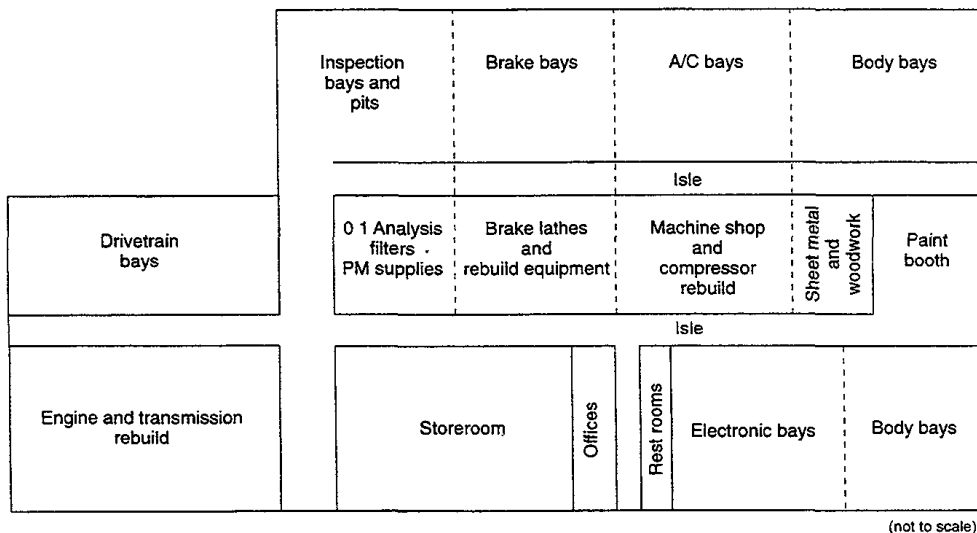 Inspection
bays and
pits
Brake bays
A/C bays
Body bays
Isle
Drivetrain
bays
0 1 Analysis
filters
PM supplies
Brake lathes
and
rebuild equipment
Machine shop
and
compressor
rebuild
Sheet metal
and
woodwork
Paint
booth
Isle
Engine and transmission
rebuild
Storeroom
Offices
Rest rooms
Electronic bays
Body bays
(not to scale)